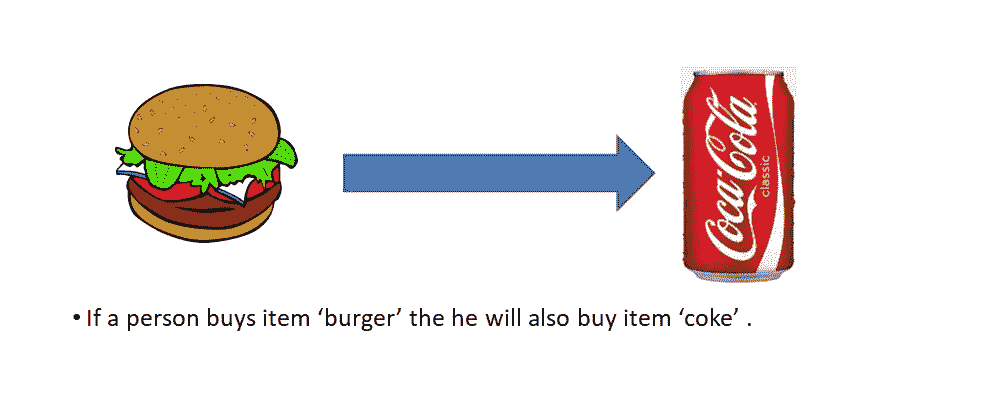 Coca-Cola
classic
• If a person buys item ‘burger’ the he will also buy item ‘coke’ .